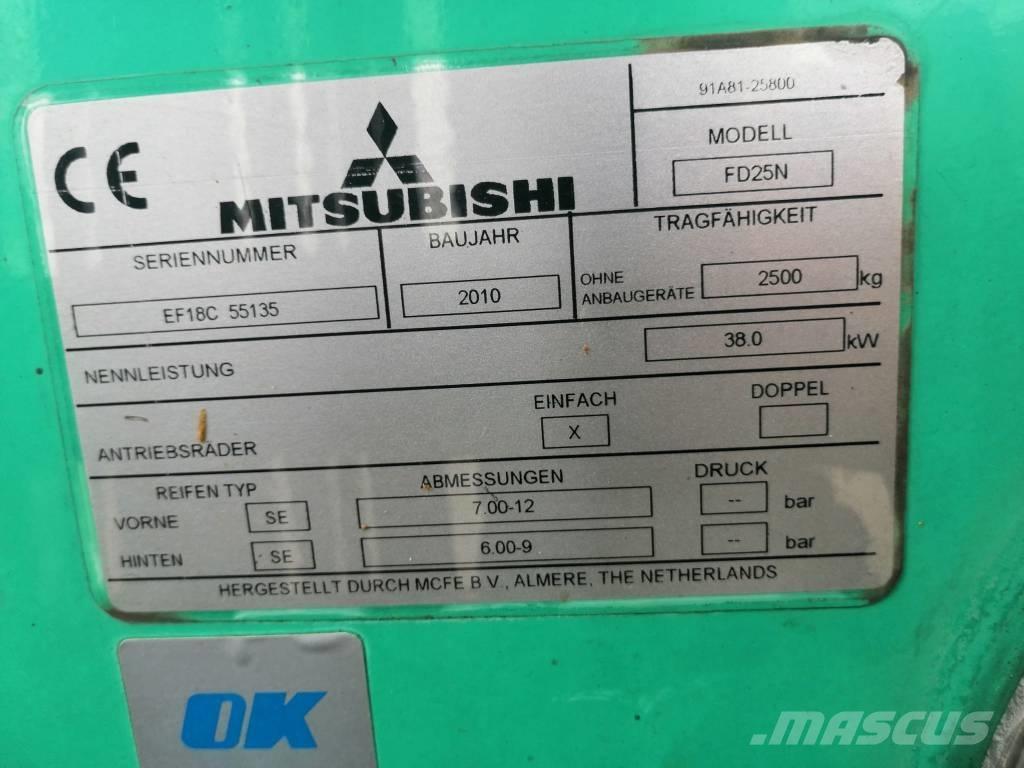 CE
MITSUBISHI
91A81-25800
MODELL
FD25N
SERIENNUMMER
EF18C 55135
BAUJAHR
2010
TRAGFÄHIGKEIT
OHNE
ANBAUGERÄTE
2500 kg
NENNLEISTUNG 38.0 kW
ANTRIEBSRÄDER
EINFACH
X
DOPPEL
REIFEN TYP ABMESSUNGEN DRUCK
VORNE SE 7.00-12 -- bar
HINTEN SE 6.00-9 -- bar
HERGESTELLT DURCH MCFE B.V., ALMERE, THE NETHERLANDS
OK
MASCUS